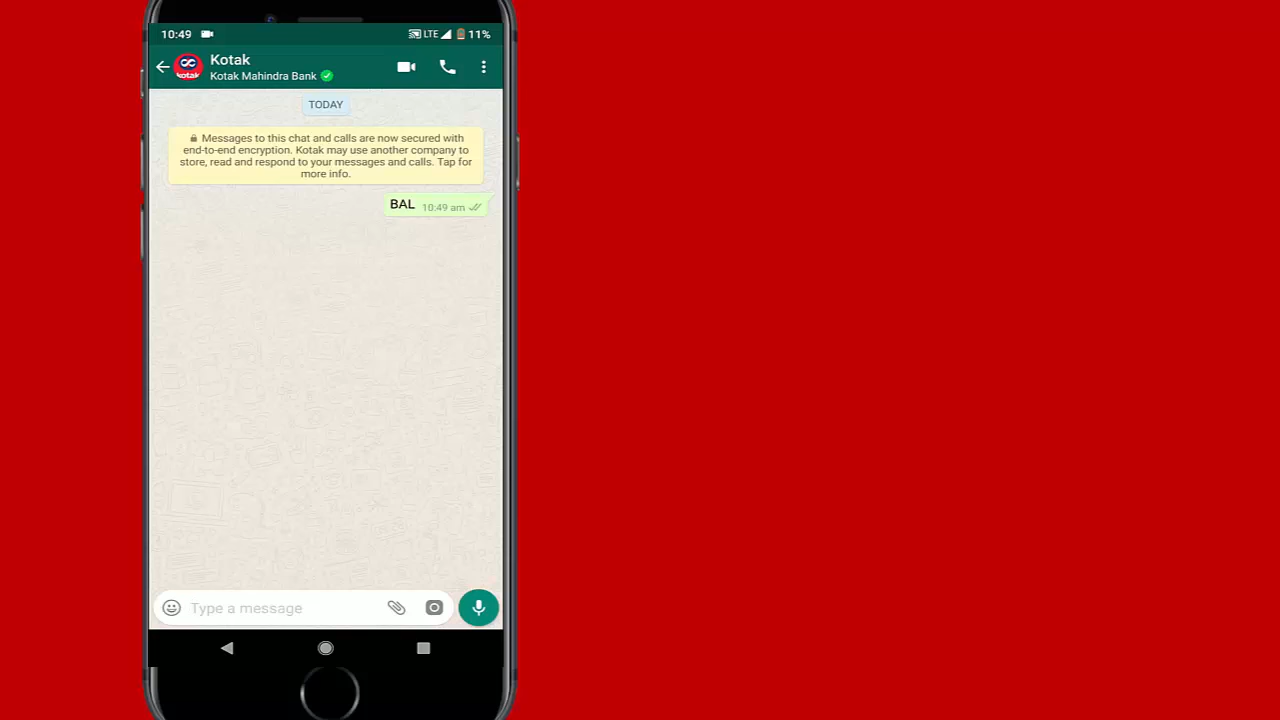 10:49 LTE 11%
kotak
Kotak
Kotak Mahindra Bank
TODAY
Messages to this chat and calls are now secured with
end-to-end encryption. Kotak may use another company to
store, read and respond to your messages and calls. Tap for
more info.
BAL 10:49 am
Type a message